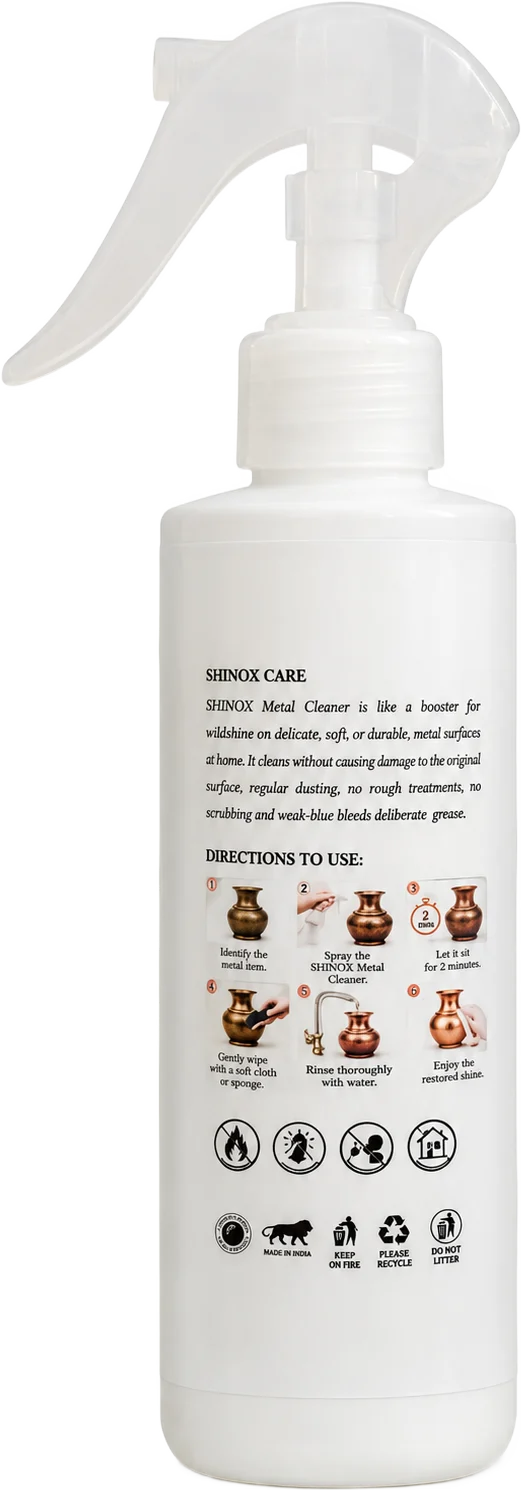 SHINOX CARE
SHINOX Metal Cleaner is like a booster for
wildshine on delicate, soft, or durable, metal surfaces
at home. It cleans without causing damage to the original
surface, regular dusting, no rough treatments, no
scrubbing and weak-blue bleeds deliberate grease.
DIRECTIONS TO USE:
1
2
3
2
Identify the
metal item.
Spray the
SHINOX Metal
Cleaner.
Let it sit
for 2 minutes.
4
5
6
Gently wipe
with a soft cloth
or sponge.
Rinse thoroughly
with water.
Enjoy the
restored shine.
MADE IN INDIA
KEEP
ON FIRE
PLEASE
RECYCLE
DO NOT
LITTER